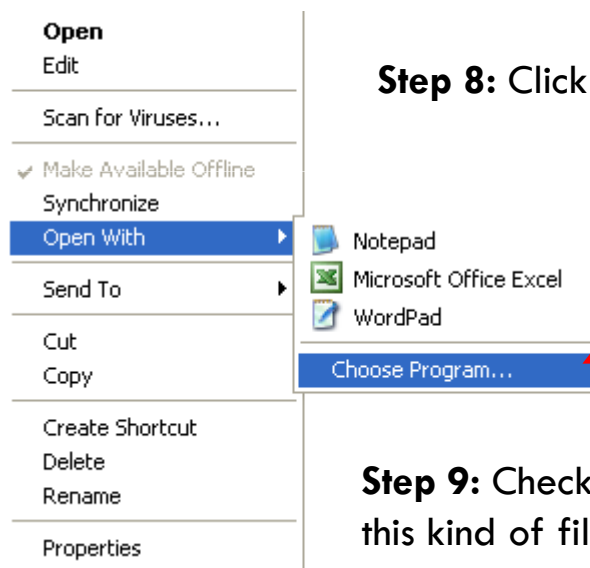 Open
Edit
Scan for Viruses...
Make Available Offline
Synchronize
Open With
Send To
Cut
Copy
Create Shortcut
Delete
Rename
Properties
Notepad
Microsoft Office Excel
WordPad
Choose Program...
Step 8: Click
Step 9: Check
this kind of fil